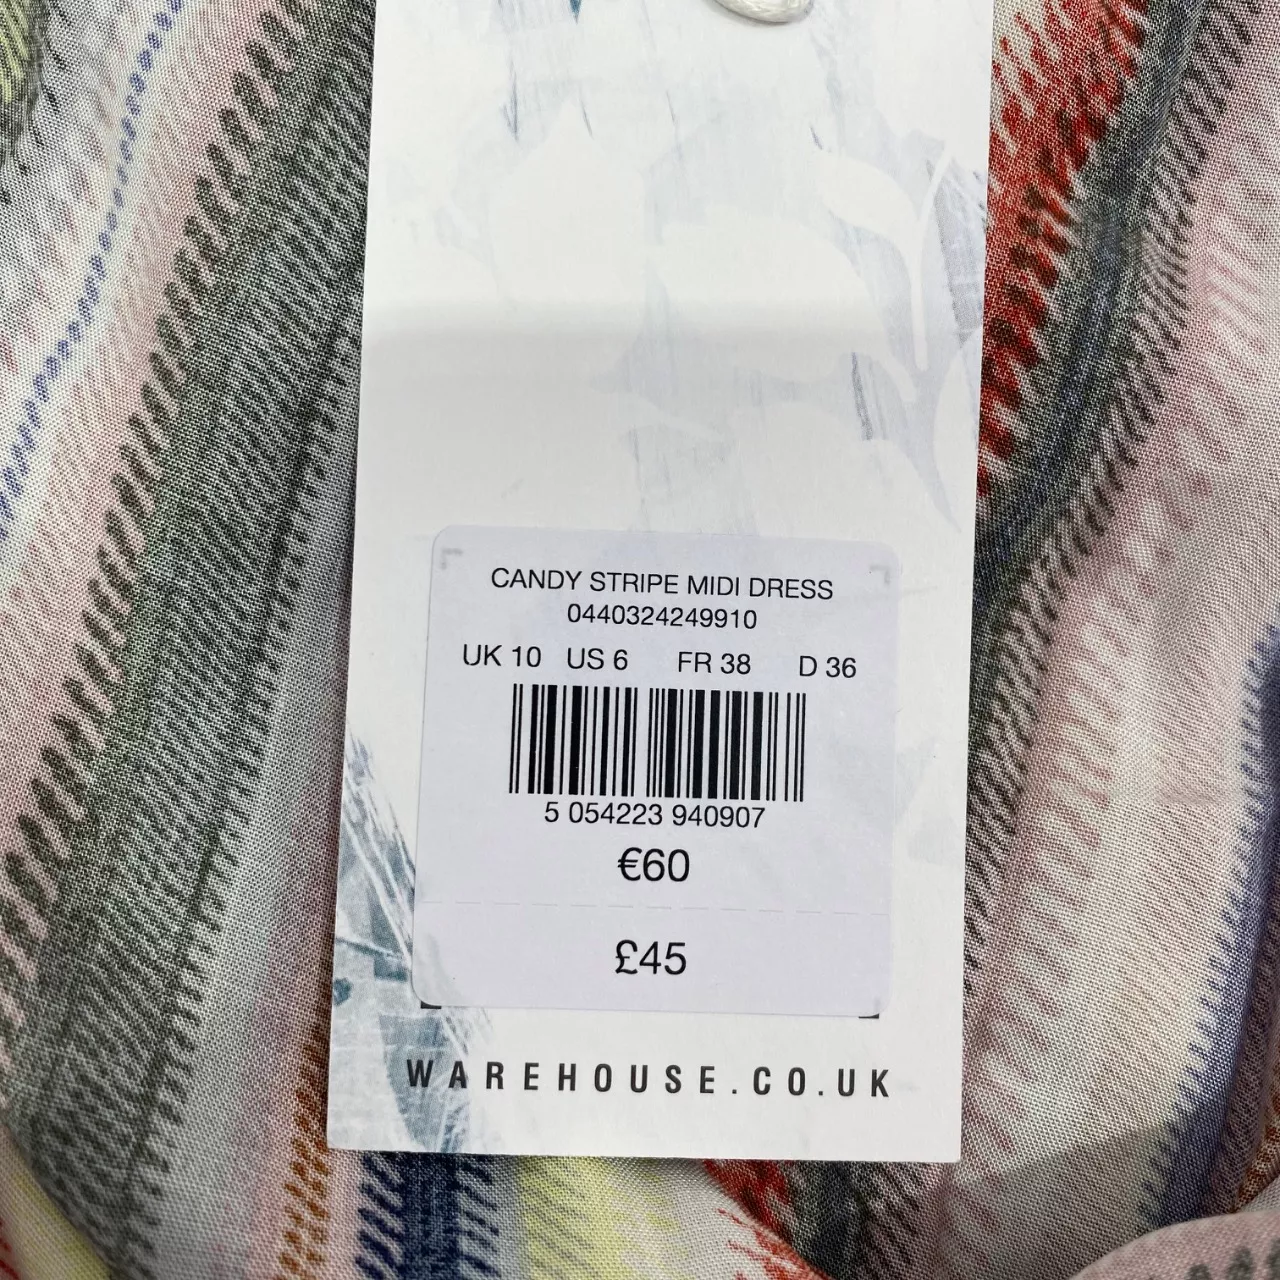 CANDY STRIPE MIDI DRESS
0440324249910
UK 10 US 6 FR 38 D 36
5 054223 940907
€60
£45
WAREHOUSE.CO.UK